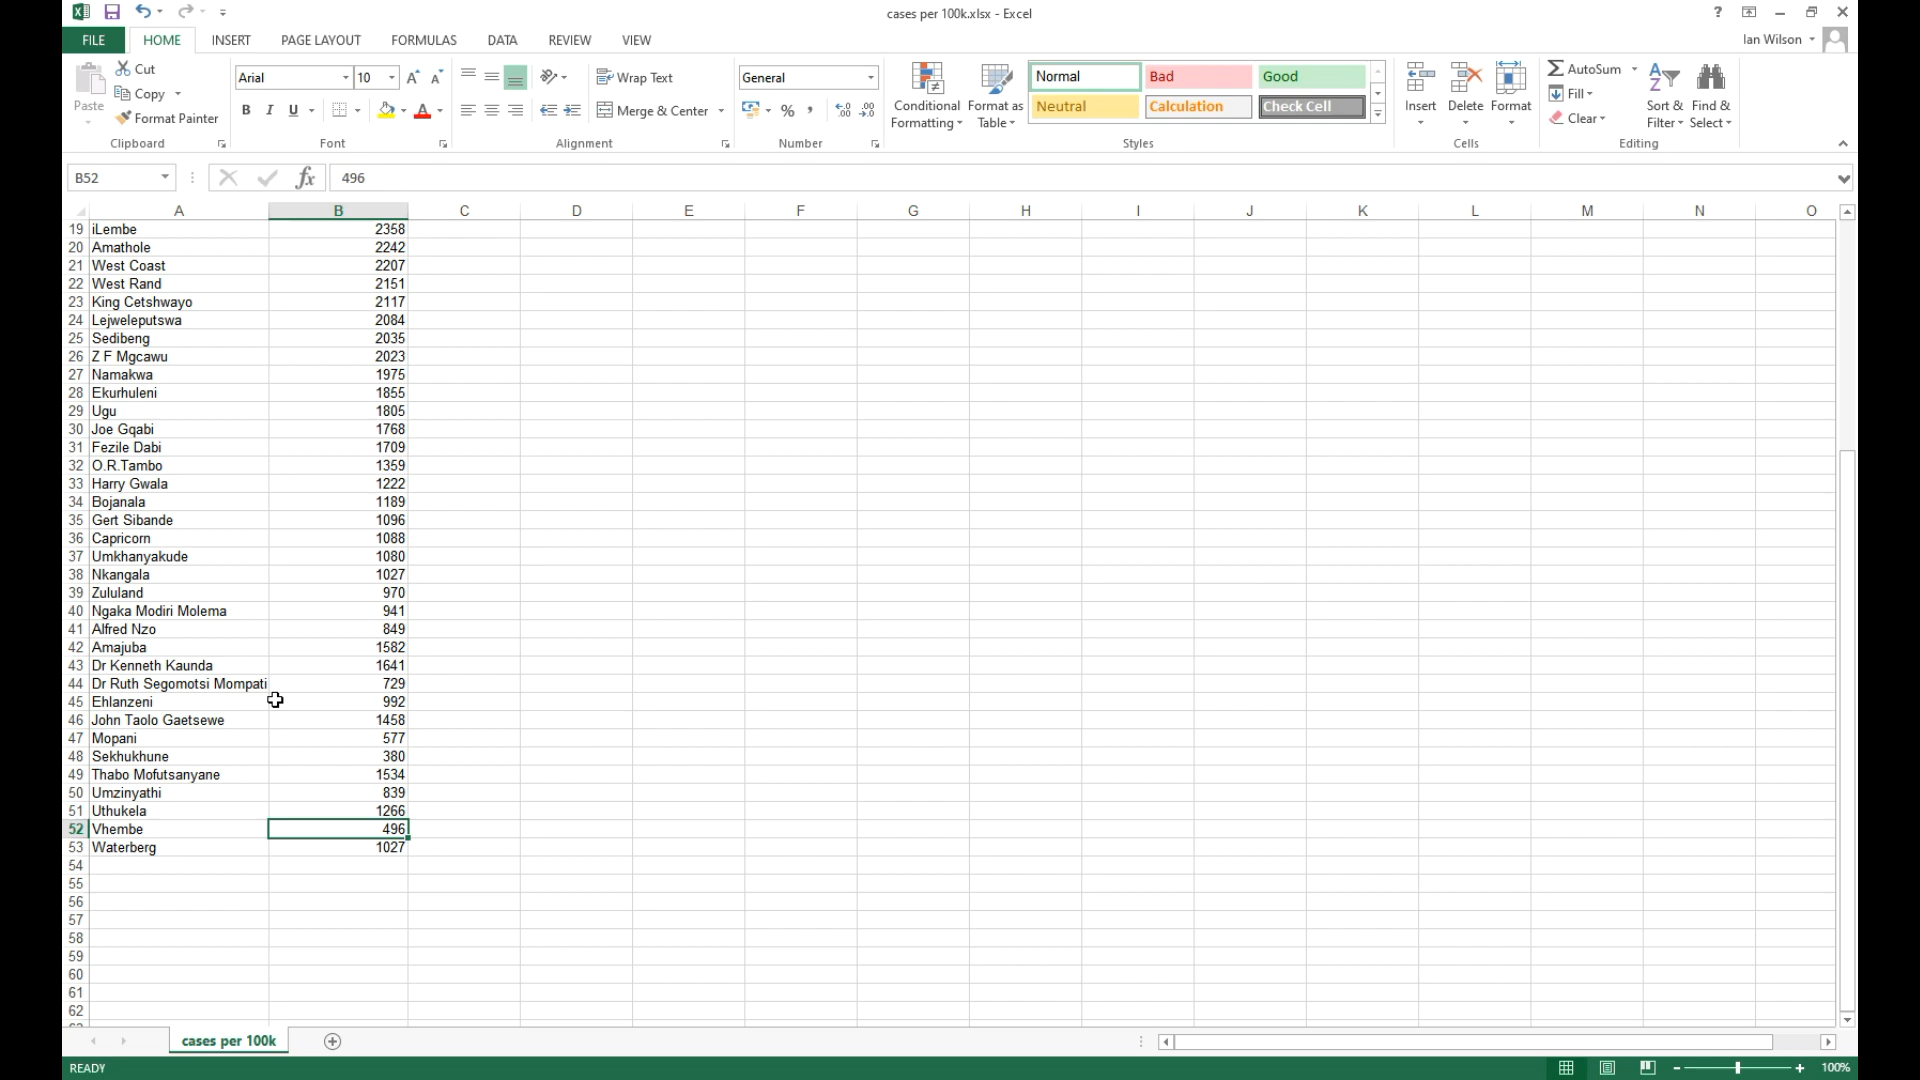 cases per 100k.xlsx - Excel
?
FILE HOME INSERT PAGE LAYOUT FORMULAS DATA REVIEW VIEW
Ian Wilson
Paste
Cut
Copy
Format Painter
Clipboard
Arial 10
B I U
Font
Wrap Text
Merge & Center
Alignment
General
%
Number
Conditional Formatting
Format as Table
Normal Bad Good
Neutral Calculation Check Cell
Styles
Insert Delete Format
Cells
AutoSum
Fill
Clear
Sort & Filter
Find & Select
Editing
B52 fx 496
A B C D E F G H I J K L M N O
19 iLembe 2358
20 Amathole 2242
21 West Coast 2207
22 West Rand 2151
23 King Cetshwayo 2117
24 Lejweleputswa 2084
25 Sedibeng 2035
26 Z F Mgcawu 2023
27 Namakwa 1975
28 Ekurhuleni 1855
29 Ugu 1805
30 Joe Gqabi 1768
31 Fezile Dabi 1709
32 O.R.Tambo 1359
33 Harry Gwala 1222
34 Bojanala 1189
35 Gert Sibande 1096
36 Capricorn 1088
37 Umkhanyakude 1080
38 Nkangala 1027
39 Zululand 970
40 Ngaka Modiri Molema 941
41 Alfred Nzo 849
42 Amajuba 1582
43 Dr Kenneth Kaunda 1641
44 Dr Ruth Segomotsi Mompati 729
45 Ehlanzeni 992
46 John Taolo Gaetsewe 1458
47 Mopani 577
48 Sekhukhune 380
49 Thabo Mofutsanyane 1534
50 Umzinyathi 839
51 Uthukela 1266
52 Vhembe 496
53 Waterberg 1027
54
55
56
57
58
59
60
61
62
cases per 100k
READY
100%